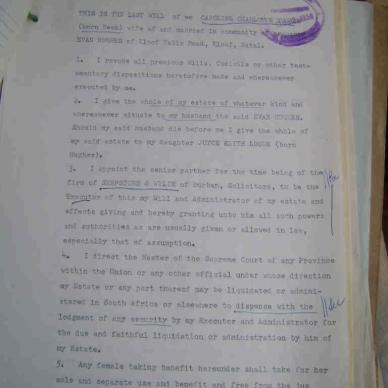 THIS IS THE LAST WILL of me CAROLINE CHARLOTTE
(born Beck) wife of and married in community
EVAN HUGHES of Kloof Falls Road, Kloof, Natal.
1. I revoke all previous Wills, Codicils or other test-
amentary dispositions heretofore made and wheresoever
executed by me.
2. I give the whole of my estate of whatever kind and
wheresoever situate to my husband the said EVAN HUGHES.
Should my said husband die before me I give the whole of
my said estate to my daughter JOYCE EDITH (born
Hughes).
3. I appoint the senior partner for the time being of the
firm of SHEPSTONE & WYLIE of Durban, Solicitors, to be the
Executor of this my Will and Administrator of my estate and
effects giving and hereby granting unto him all such powers
and authorities as are usually given or allowed in law,
especially that of assumption.
4. I direct the Master of the Supreme Court of any Province
within the Union or any other official under whose direction
my Estate or any part thereof may be liquidated or admini-
stered in South Africa or elsewhere to dispense with the
lodgment of any security by my Executor and Administrator for
the due and faithful liquidation or administration by him of
my Estate.
5. Any female taking benefit hereunder shall take for her
sole and separate use and benefit and free from the jus